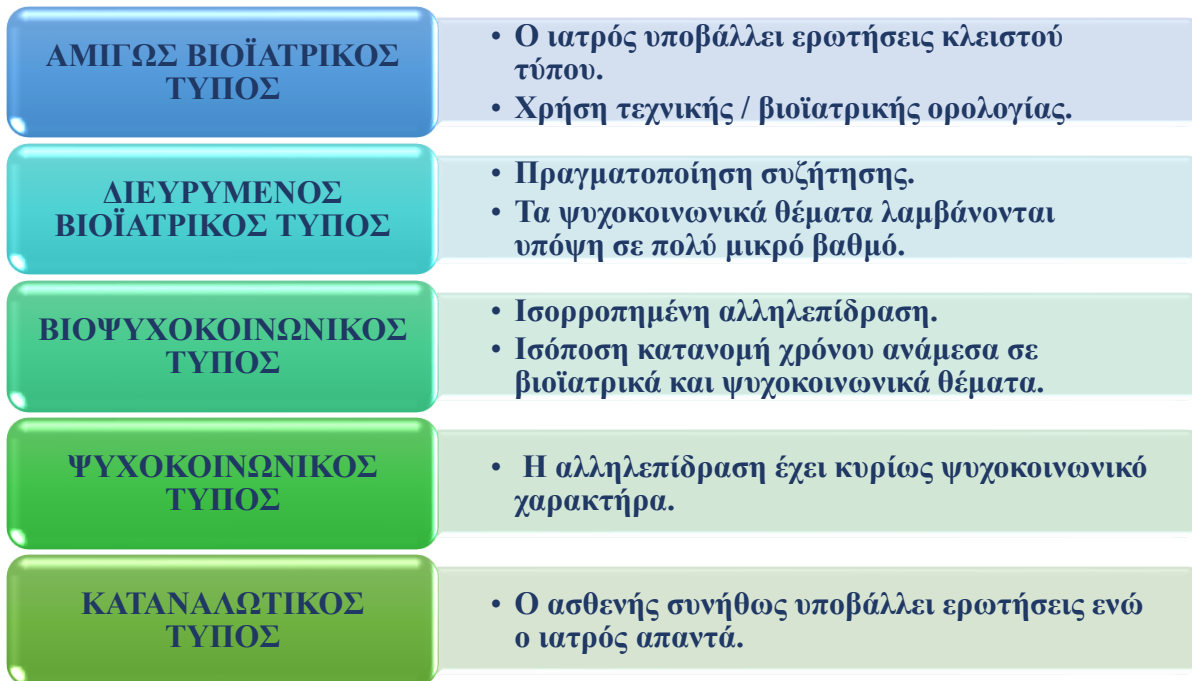 ΑΜΙΓΩΣ ΒΙΟΪΑΤΡΙΚΟΣ
ΤΥΠΟΣ
• Ο ιατρός υποβάλλει ερωτήσεις κλειστού
τύπου.
• Χρήση τεχνικής / βιοϊατρικής ορολογίας.
ΔΙΕΥΡΥΜΕΝΟΣ
ΒΙΟΪΑΤΡΙΚΟΣ ΤΥΠΟΣ
• Πραγματοποίηση συζήτησης.
• Τα ψυχοκοινωνικά θέματα λαμβάνονται
υπόψη σε πολύ μικρό βαθμό.
ΒΙΟΨΥΧΟΚΟΙΝΩΝΙΚΟΣ
ΤΥΠΟΣ
• Ισορροπημένη αλληλεπίδραση.
• Ισόποση κατανομή χρόνου ανάμεσα σε
βιοϊατρικά και ψυχοκοινωνικά θέματα.
ΨΥΧΟΚΟΙΝΩΝΙΚΟΣ
ΤΥΠΟΣ
• Η αλληλεπίδραση έχει κυρίως ψυχοκοινωνικό
χαρακτήρα.
ΚΑΤΑΝΑΛΩΤΙΚΟΣ
ΤΥΠΟΣ
• Ο ασθενής συνήθως υποβάλλει ερωτήσεις ενώ
ο ιατρός απαντά.